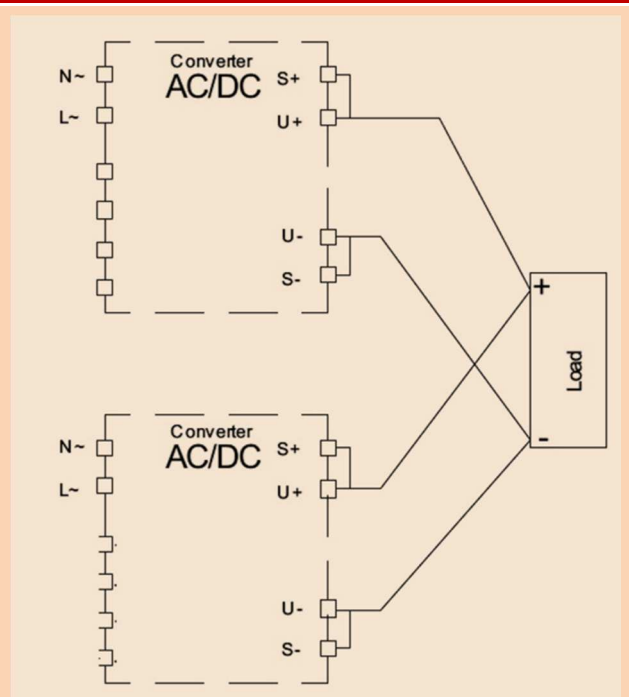 Converter
AC/DC
N~
L~
S+
U+
U-
S-
+
Load
-
Converter
AC/DC
N~
L~
S+
U+
U-
S-